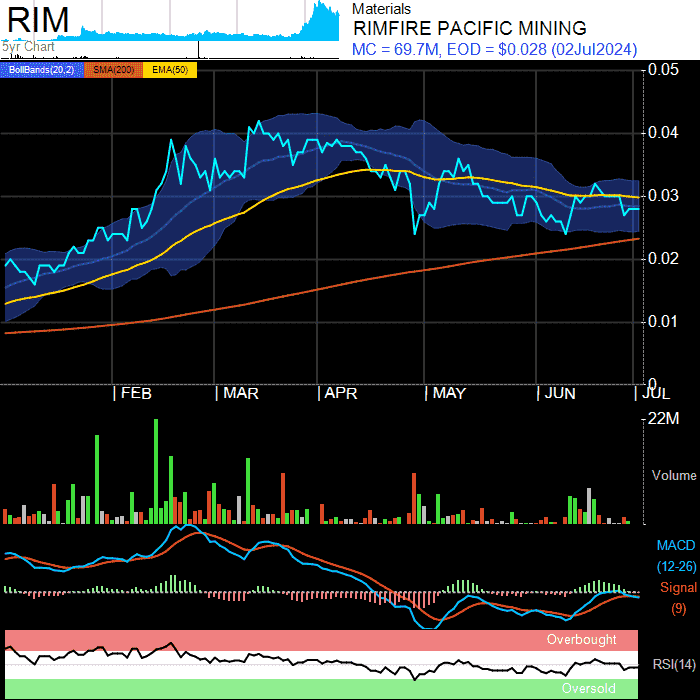 RIM
5yr Chart
Materials
RIMFIRE PACIFIC MINING
MC = 69.7M, EOD = $0.028 (02Jul2024)
BollBands(20,2) SMA(200) EMA(50)
0.05
0.04
0.03
0.02
0.01
0
FEB MAR APR MAY JUN JUL
22M
Volume
MACD
(12-26)
Signal
(9)
Overbought
RSI(14)
Oversold